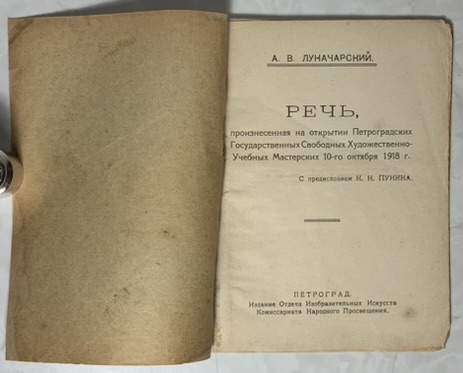 А. В. ЛУНАЧАРСКИЙ.
РЕЧЬ,
произнесенная на открытии Петроградских
Государственных Свободных Художественно-
Учебных Мастерских 10-го октября 1918 г.
С предисловием Н. Н. ПУНИНА.
ПЕТРОГРАД.
Издание Отдела Изобразительных Искусств
Комиссариата Народного Просвещения.